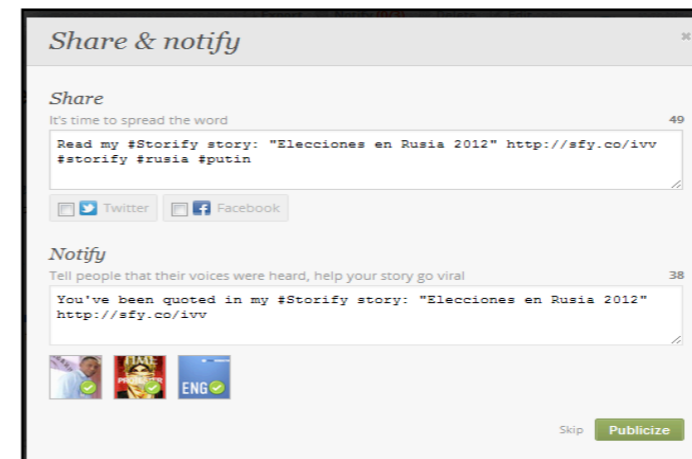 Share & notify
Share
It's time to spread the word 49
Read my #Storify story: "Elecciones en Rusia 2012" http://sfy.co/ivv
#storify #rusia #putin
Twitter Facebook
Notify
Tell people that their voices were heard, help your story go viral 38
You've been quoted in my #Storify story: "Elecciones en Rusia 2012"
http://sfy.co/ivv
TIME
ENG
Skip Publicize